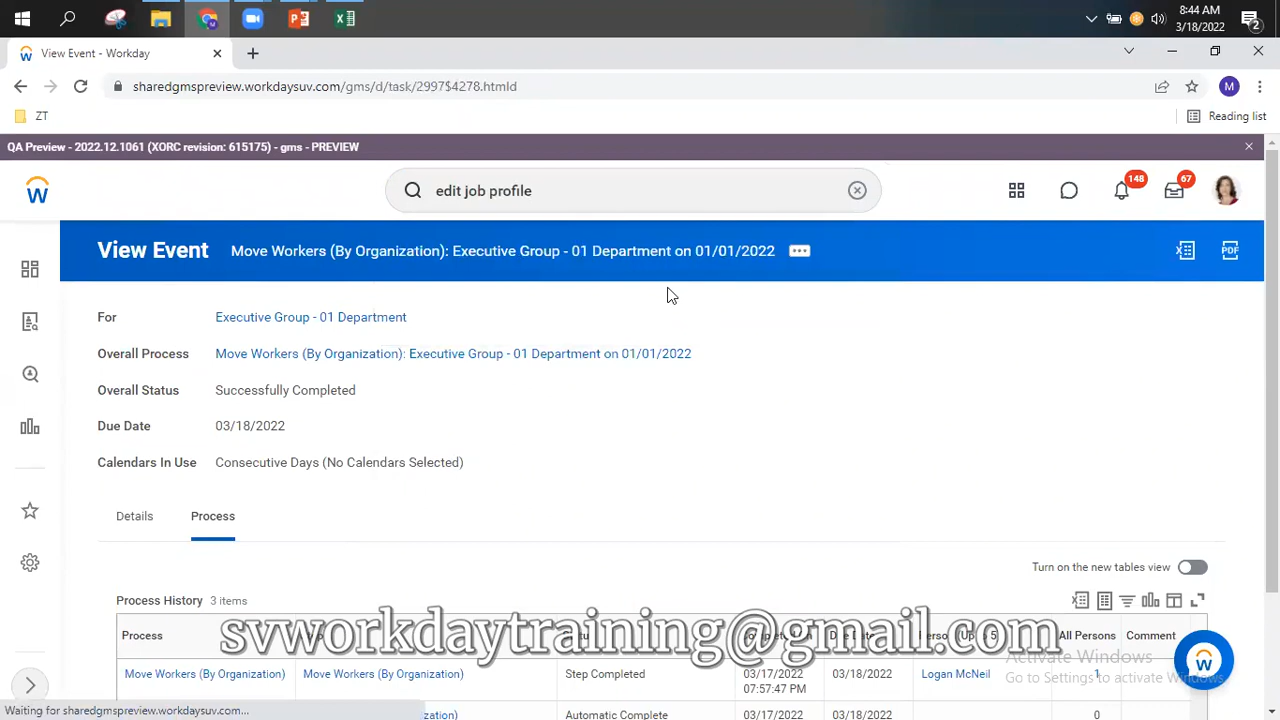 8:44 AM
3/18/2022
2
View Event - Workday
sharedgmspreview.workdaysuv.com/gms/d/task/2997$4278.htmld
M
ZT
Reading list
QA Preview - 2022.12.1061 (XORC revision: 615175) - gms - PREVIEW
edit job profile
148
67
View Event Move Workers (By Organization): Executive Group - 01 Department on 01/01/2022
PDF
For Executive Group - 01 Department
Overall Process Move Workers (By Organization): Executive Group - 01 Department on 01/01/2022
Overall Status Successfully Completed
Due Date 03/18/2022
Calendars In Use Consecutive Days (No Calendars Selected)
Details Process
Turn on the new tables view
Process History 3 items
svworkdaytraining@gmail.com
Process All Persons Comment
Activate Windows
Go to Settings to activate Windows.
Move Workers (By Organization) Move Workers (By Organization) Step Completed 03/17/2022 07:57:47 PM 03/18/2022 Logan McNeil 1
Waiting for sharedgmspreview.workdaysuv.com...
Automatic Complete 03/17/2022 03/18/2022 0